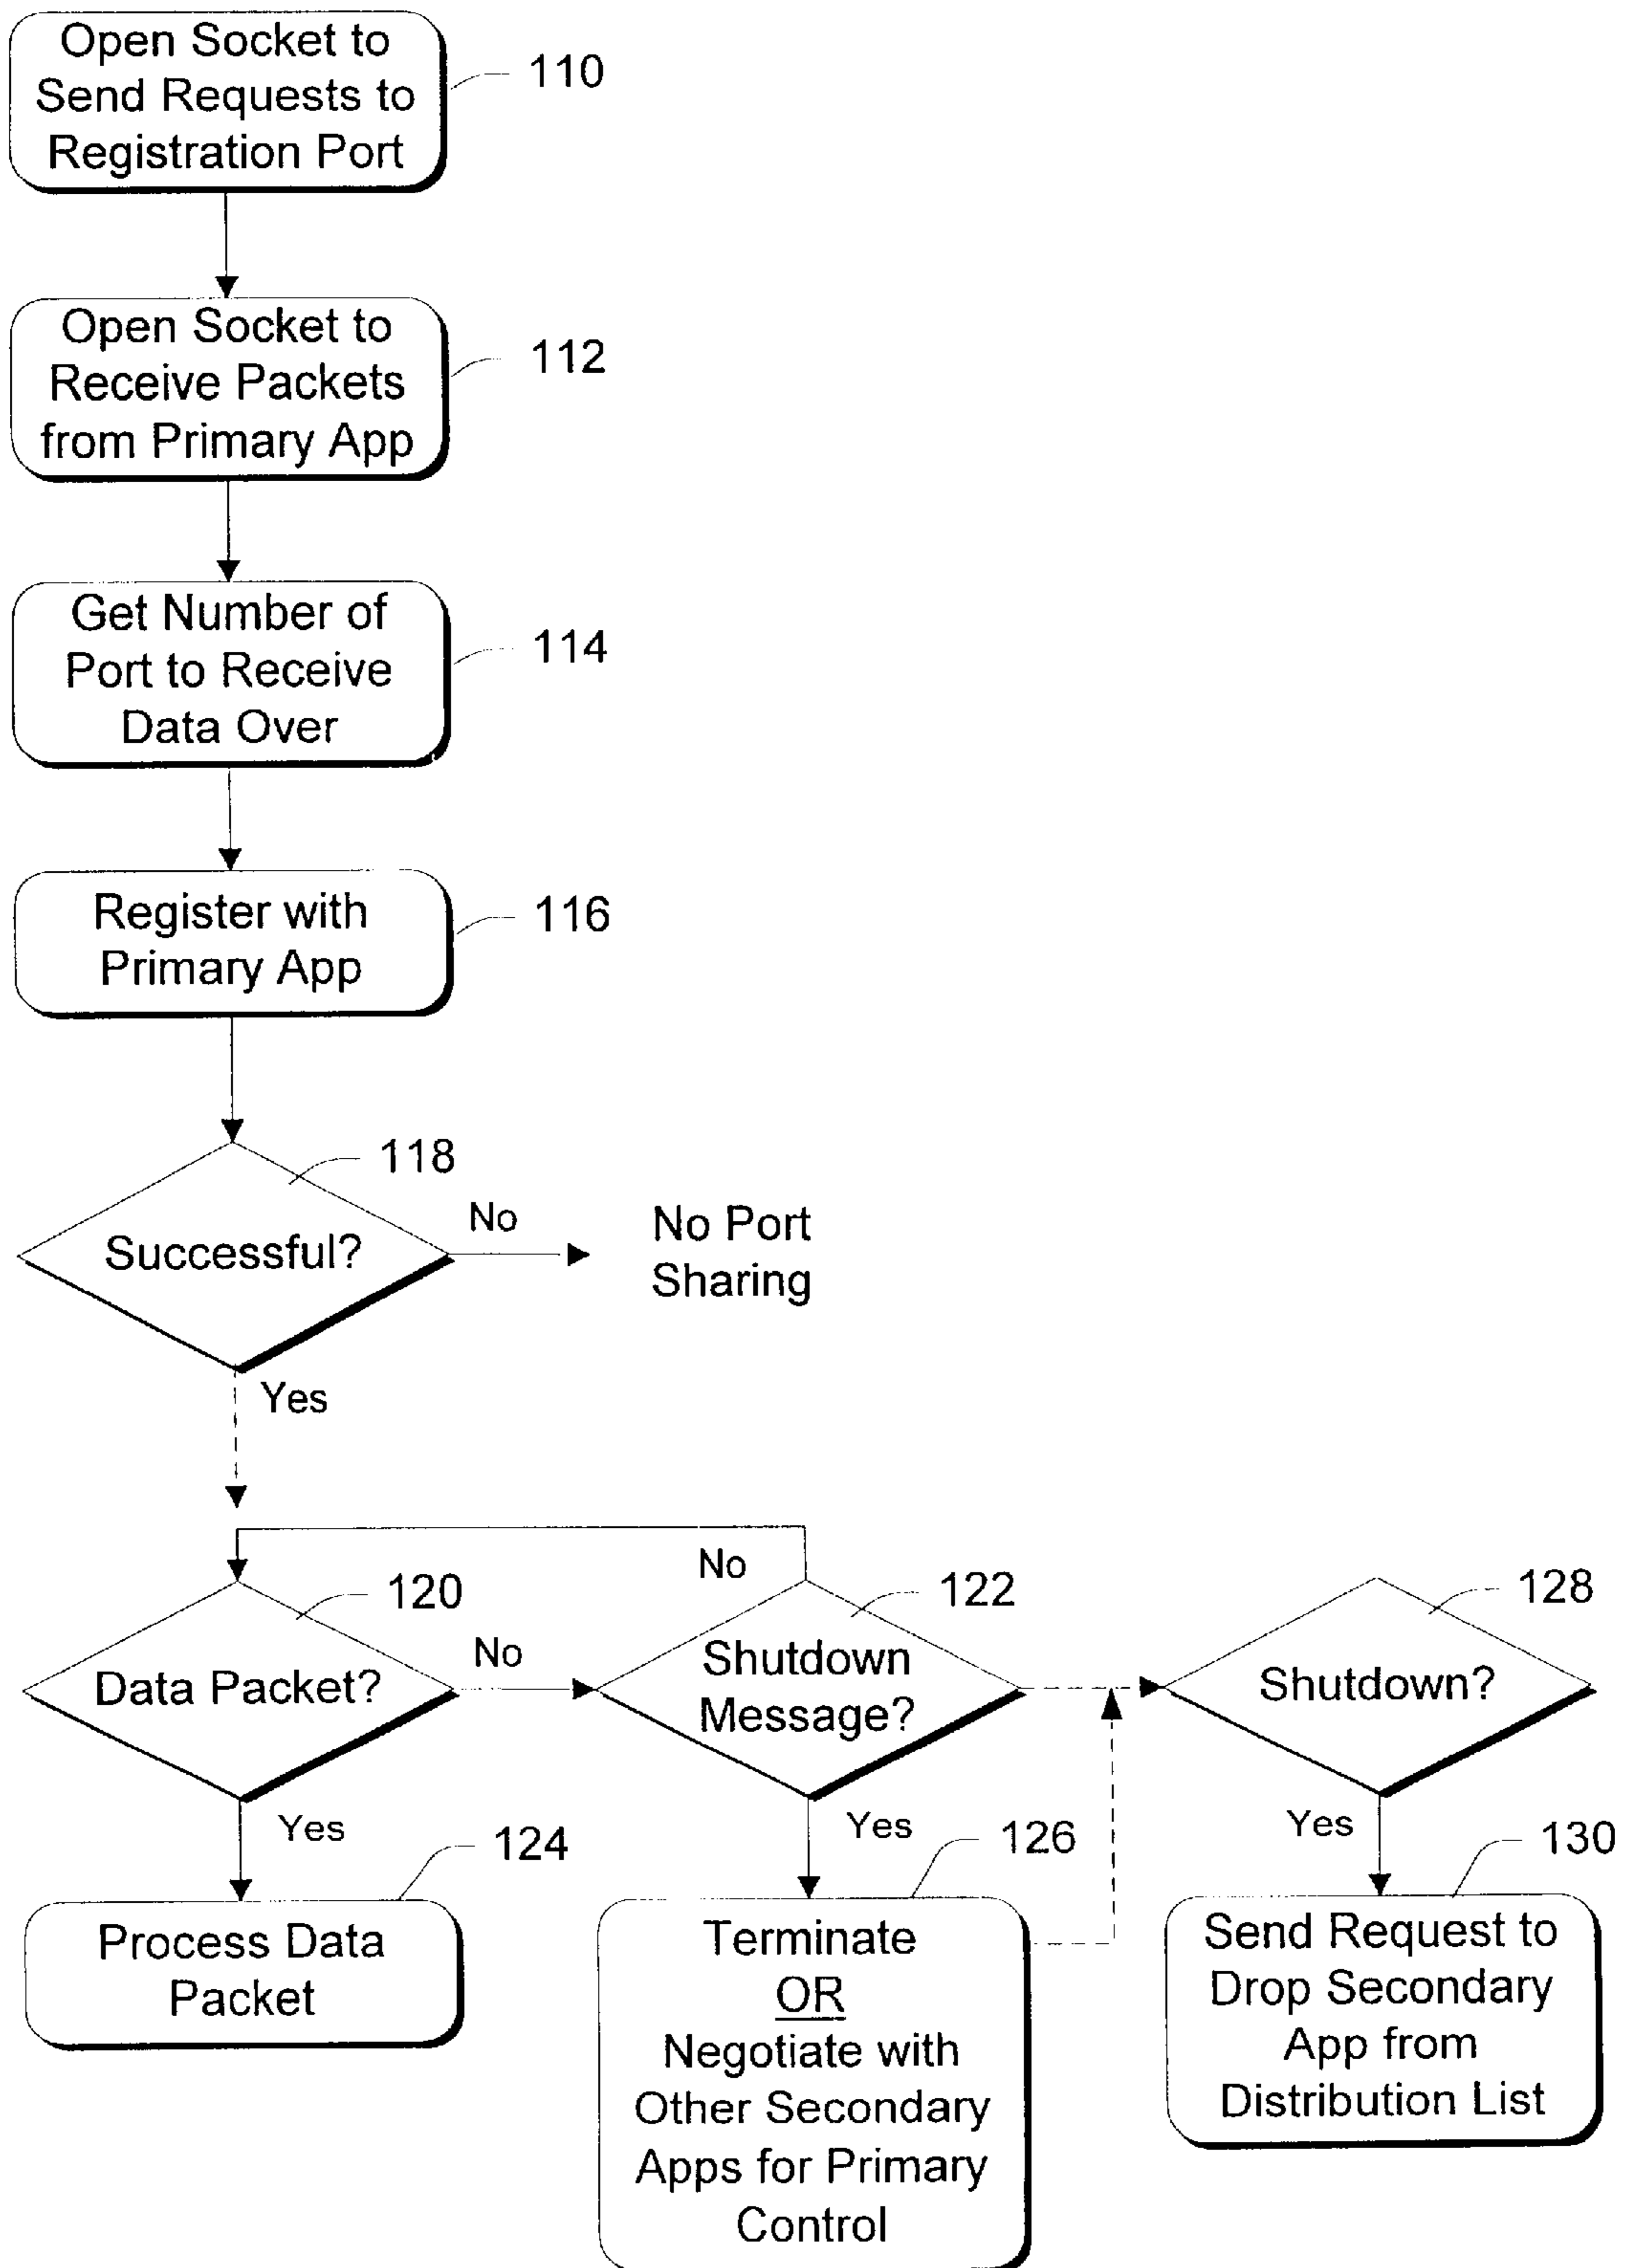 Open Socket to
Send Requests to
Registration Port
110
Open Socket to
Receive Packets
from Primary App
112
Get Number of
Port to Receive
Data Over
114
Register with
Primary App
116
118
Successful?
No
No Port
Sharing
Yes
120
Data Packet?
No
No
122
Shutdown
Message?
128
Shutdown?
Yes
124
Process Data
Packet
Yes
126
Terminate
OR
Negotiate with
Other Secondary
Apps for Primary
Control
Yes
130
Send Request to
Drop Secondary
App from
Distribution List